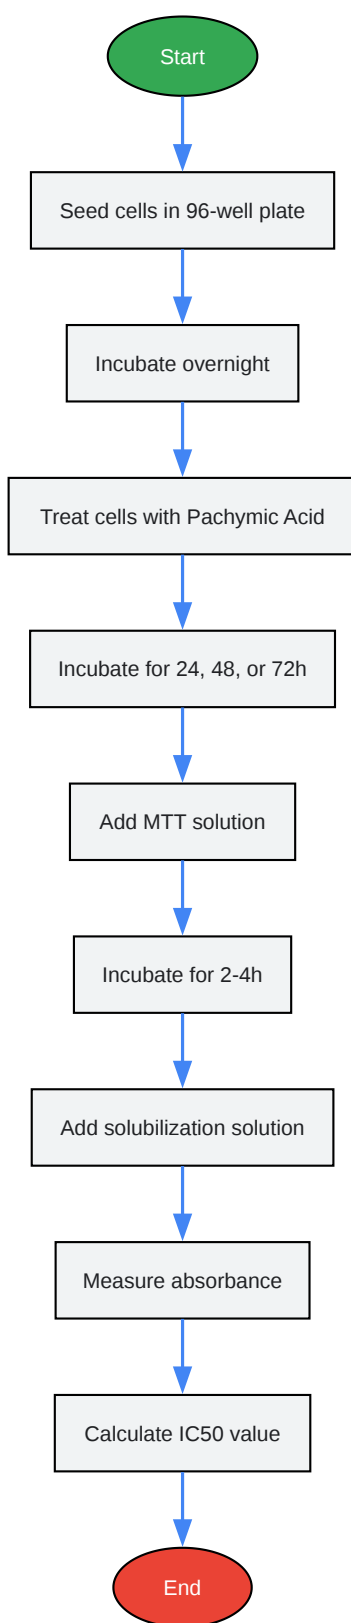 Start
Seed cells in 96-well plate
Incubate overnight
Treat cells with Pachymic Acid
Incubate for 24, 48, or 72h
Add MTT solution
Incubate for 2-4h
Add solubilization solution
Measure absorbance
Calculate IC50 value
End